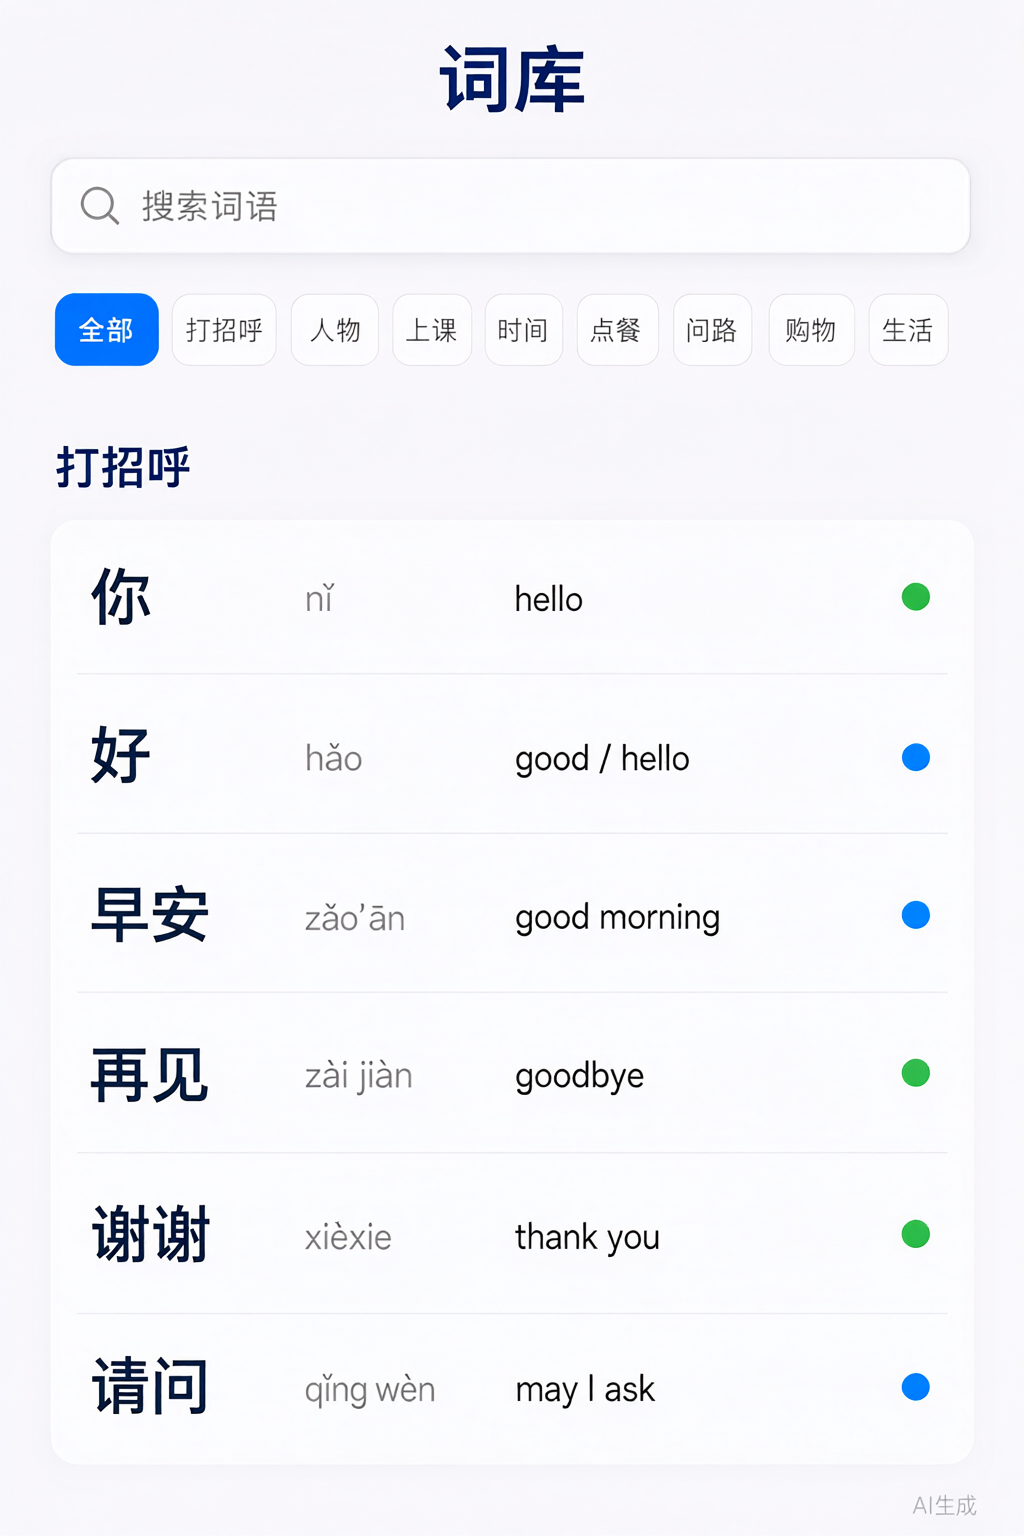 词库
搜索词语
全部 打招呼 人物 上课 时间 点餐 问路 购物 生活
打招呼
你 nǐ hello
好 hǎo good / hello
早安 zǎo’ān good morning
再见 zài jiàn goodbye
谢谢 xièxie thank you
请问 qǐng wèn may I ask
AI生成